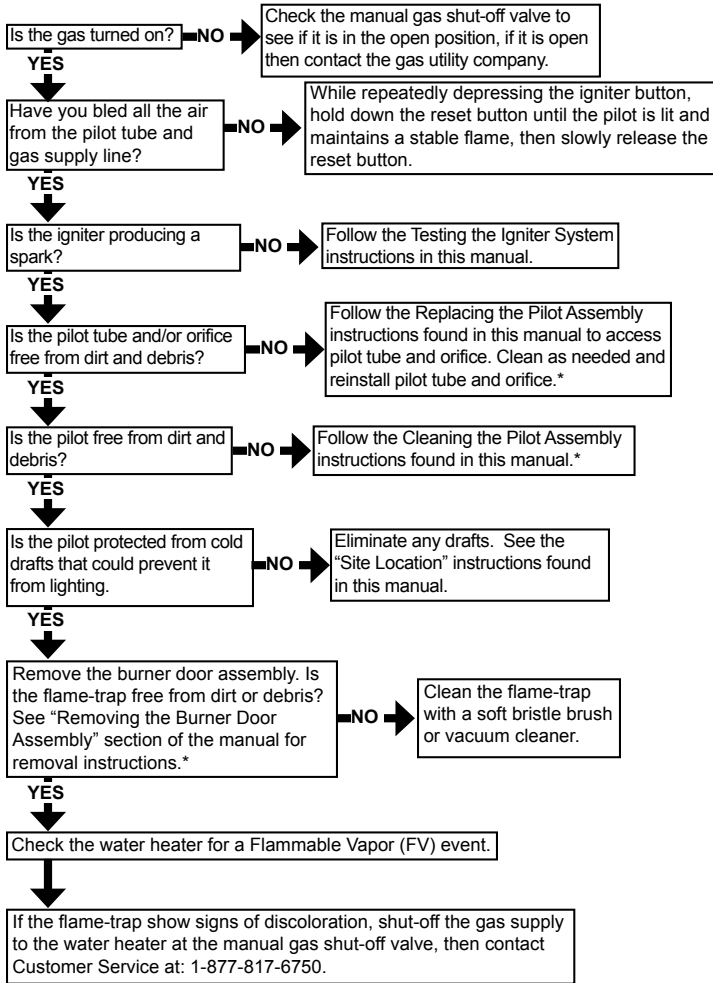 Is the gas turned on?
NO
Check the manual gas shut-off valve to
see if it is in the open position, if it is open
then contact the gas utility company.
YES
Have you bled all the air
from the pilot tube and
gas supply line?
NO
While repeatedly depressing the igniter button,
hold down the reset button until the pilot is lit and
maintains a stable flame, then slowly release the
reset button.
YES
Is the igniter producing a
spark?
NO
Follow the Testing the Igniter System
instructions in this manual.
YES
Is the pilot tube and/or orifice
free from dirt and debris?
NO
Follow the Replacing the Pilot Assembly
instructions found in this manual to access
pilot tube and orifice. Clean as needed and
reinstall pilot tube and orifice.*
YES
Is the pilot free from dirt and
debris?
NO
Follow the Cleaning the Pilot Assembly
instructions found in this manual.*
YES
Is the pilot protected from cold
drafts that could prevent it
from lighting.
NO
Eliminate any drafts.  See the
“Site Location” instructions found
in this manual.
YES
Remove the burner door assembly. Is
the flame-trap free from dirt or debris?
See “Removing the Burner Door
Assembly” section of the manual for
removal instructions.*
NO
Clean the flame-trap
with a soft bristle brush
or vacuum cleaner.
YES
Check the water heater for a Flammable Vapor (FV) event.
If the flame-trap show signs of discoloration, shut-off the gas supply
to the water heater at the manual gas shut-off valve, then contact
Customer Service at: 1-877-817-6750.